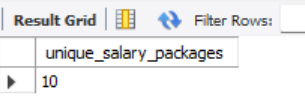 Result Grid Filter Rows:
unique_salary_packages
10